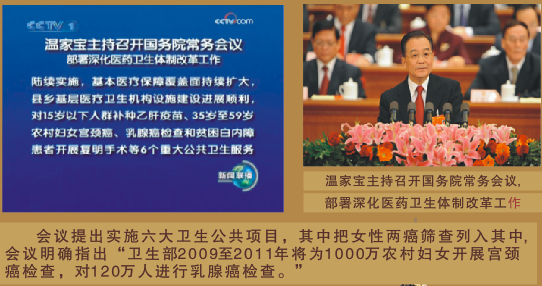 CCTV 1
CCTV.com
温家宝主持召开国务院常务会议
部署深化医药卫生体制改革工作
陆续实施，基本医疗保障覆盖面持续扩大，
县乡基层医疗卫生机构设施建设进展顺利，
对15岁以下人群补种乙肝疫苗、35岁至59岁
农村妇女宫颈癌、乳腺癌检查和贫困白内障
患者开展复明手术等6个重大公共卫生服务
新闻联播
温家宝主持召开国务院常务会议,
部署深化医药卫生体制改革工作
会议提出实施六大卫生公共项目，其中把女性两癌筛查列入其中,
会议明确指出“卫生部2009至2011年将为1000万农村妇女开展宫颈
癌检查，对120万人进行乳腺癌检查。”